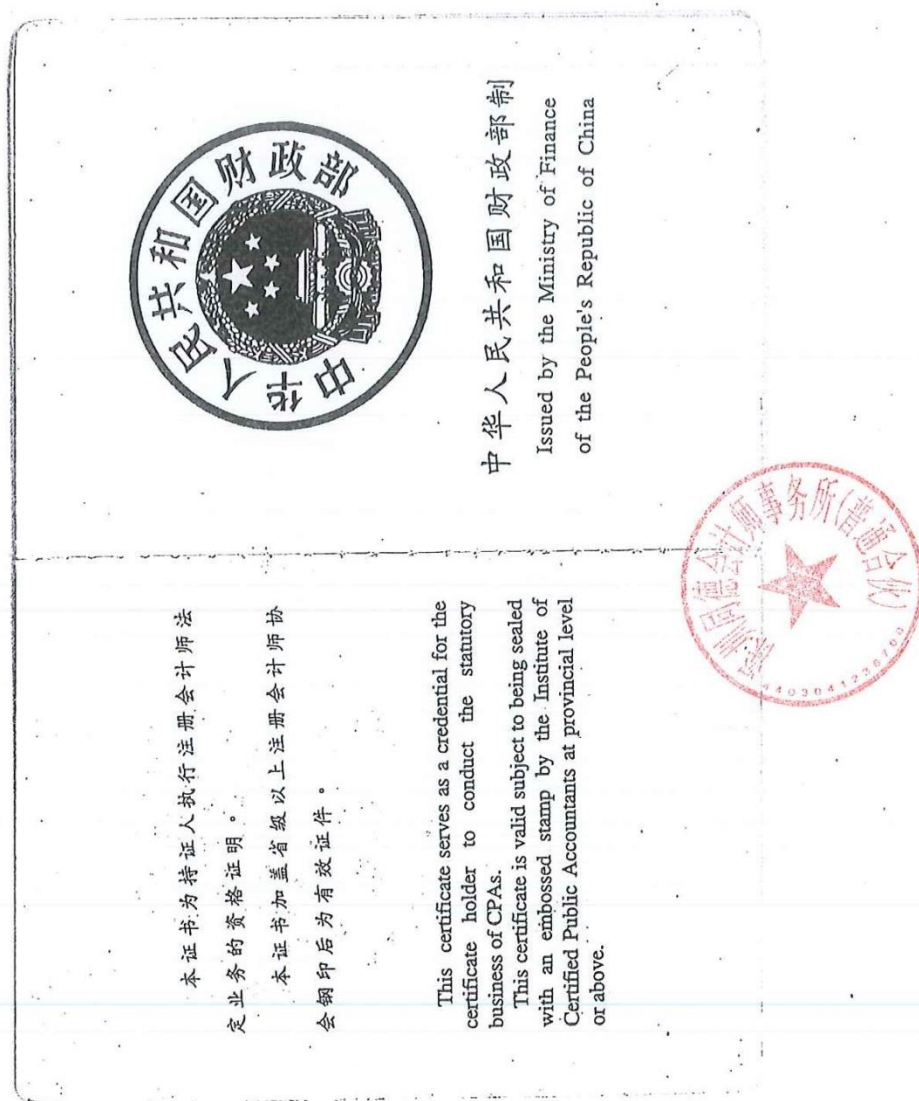 本证书为持证人执行注册会计师法
定业务的资格证明。
本证书加盖省级以上注册会计师协
会钢印后为有效证件。
This certificate serves as a credential for the
certificate holder to conduct the statutory
business of CPAs.
This certificate is valid subject to being sealed
with an embossed stamp by the Institute of
Certified Public Accountants at provincial level
or above.
中华人民共和国财政部
中华人民共和国财政部制
Issued by the Ministry of Finance
of the People's Republic of China
深圳同德会计师事务所(普通合伙)